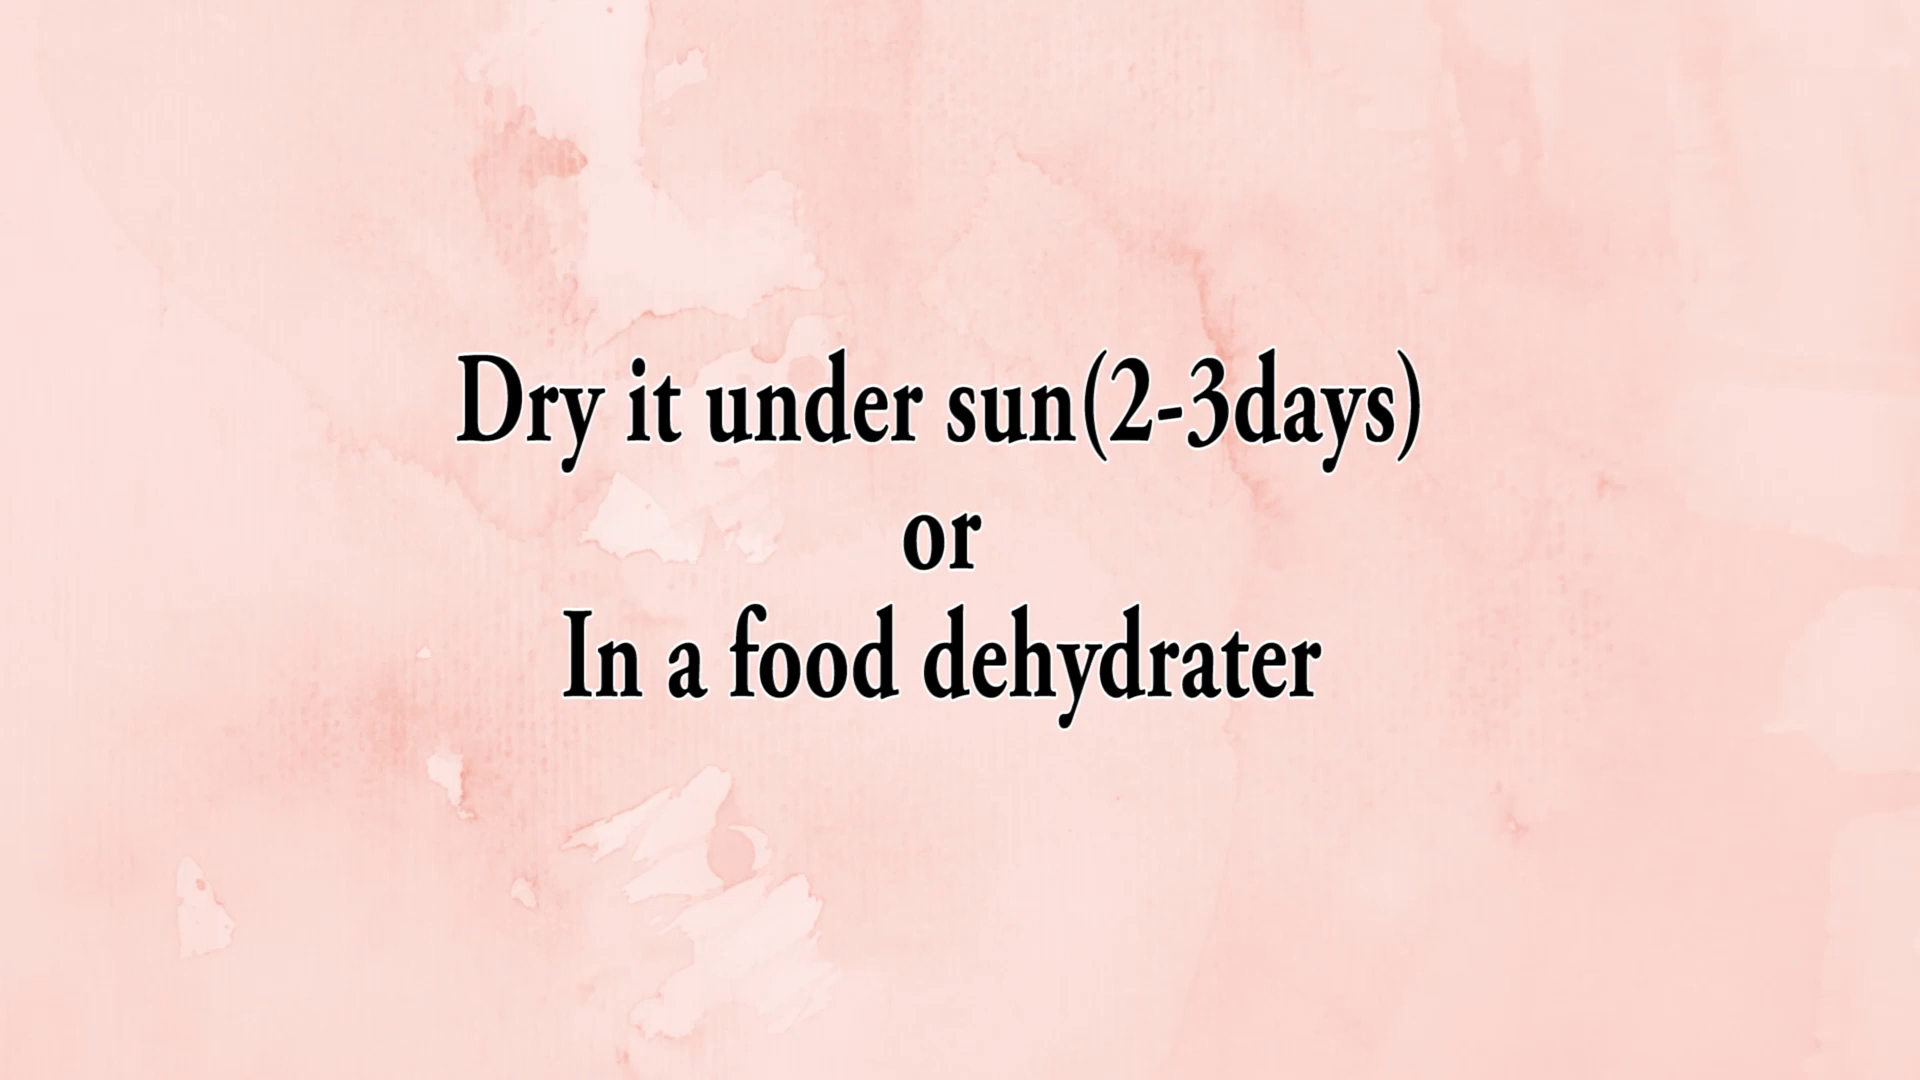 Dry it under sun(2-3days)
or
In a food dehydrater